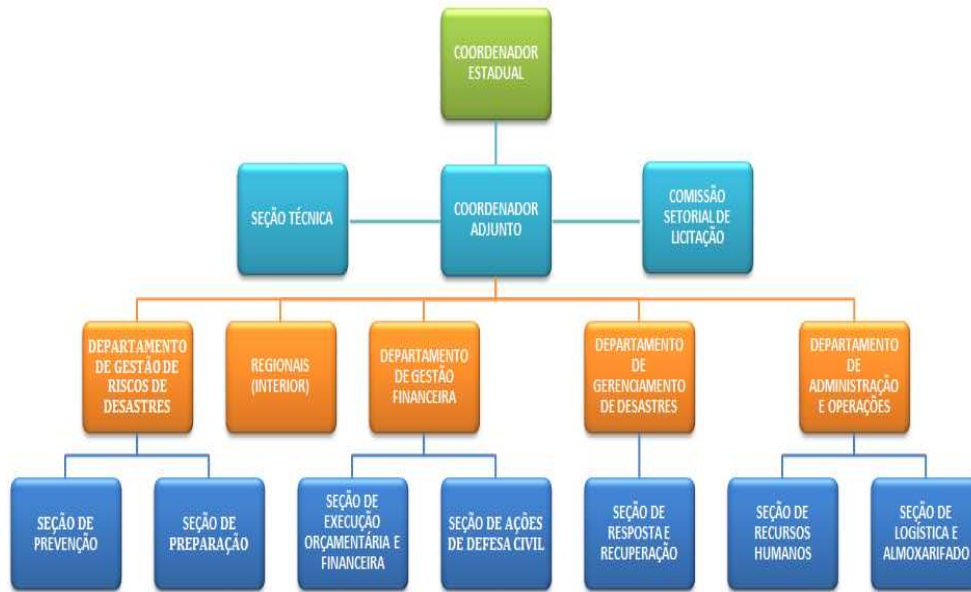 COORDENADOR
ESTADUAL
SEÇÃO TÉCNICA
COORDENADOR
ADJUNTO
COMISSÃO
SETORIAL DE
LICITAÇÃO
DEPARTAMENTO
DE GESTÃO DE
RISCOS DE
DESASTRES
REGIONAIS
(INTERIOR)
DEPARTAMENTO
DE GESTÃO
FINANCEIRA
DEPARTAMENTO
DE
GERENCIAMENTO
DE DESASTRES
DEPARTAMENTO
DE
ADMINISTRAÇÃO
E OPERAÇÕES
SEÇÃO DE
PREVENÇÃO
SEÇÃO DE
PREPARAÇÃO
SEÇÃO DE
EXECUÇÃO
ORÇAMENTÁRIA E
FINANCEIRA
SEÇÃO DE AÇÕES
DE DEFESA CIVIL
SEÇÃO DE
RESPOSTA E
RECUPERAÇÃO
SEÇÃO DE
RECURSOS
HUMANOS
SEÇÃO DE
LOGÍSTICA E
ALMOXARIFADO